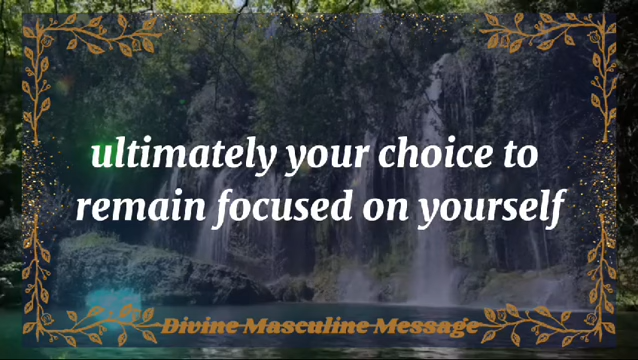 ultimately your choice to
remain focused on yourself
Divine Masculine Message